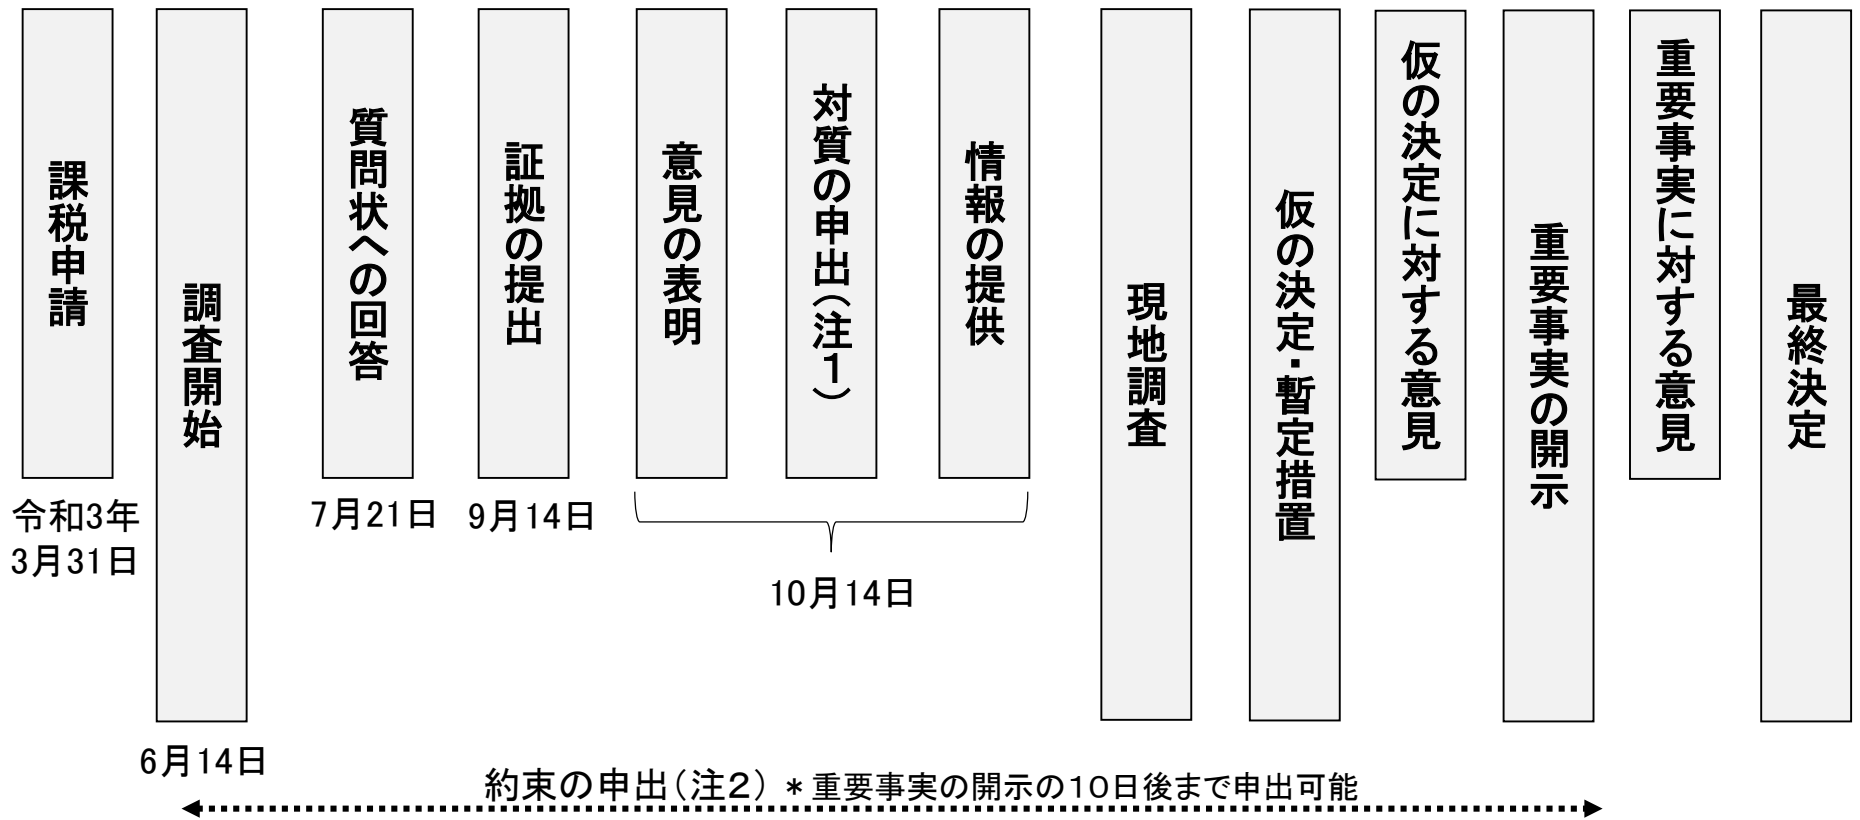 課税申請
令和3年
3月31日
調査開始
6月14日
質問状への回答
7月21日
証拠の提出
9月14日
意見の表明
対質の申出（注１）
情報の提供
10月14日
現地調査
仮の決定・暫定措置
仮の決定に対する意見
重要事実の開示
重要事実に対する意見
最終決定
約束の申出（注２）＊重要事実の開示の１０日後まで申出可能